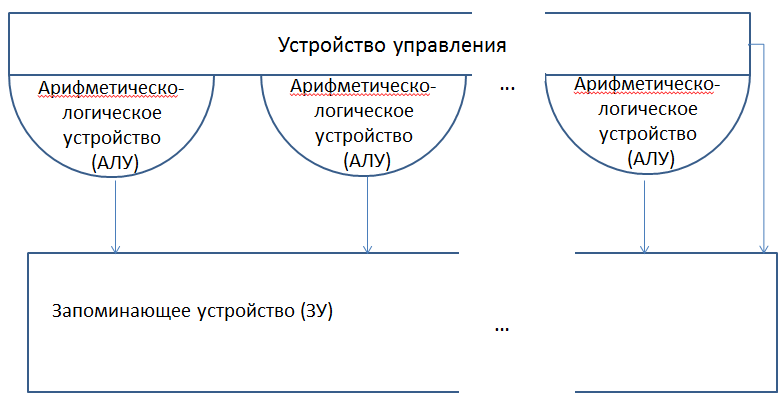 Устройство управления
Арифметическо-
логическое
устройство
(АЛУ)
Арифметическо-
логическое
устройство
(АЛУ)
...
Арифметическо-
логическое
устройство
(АЛУ)
Запоминающее устройство (ЗУ)
...